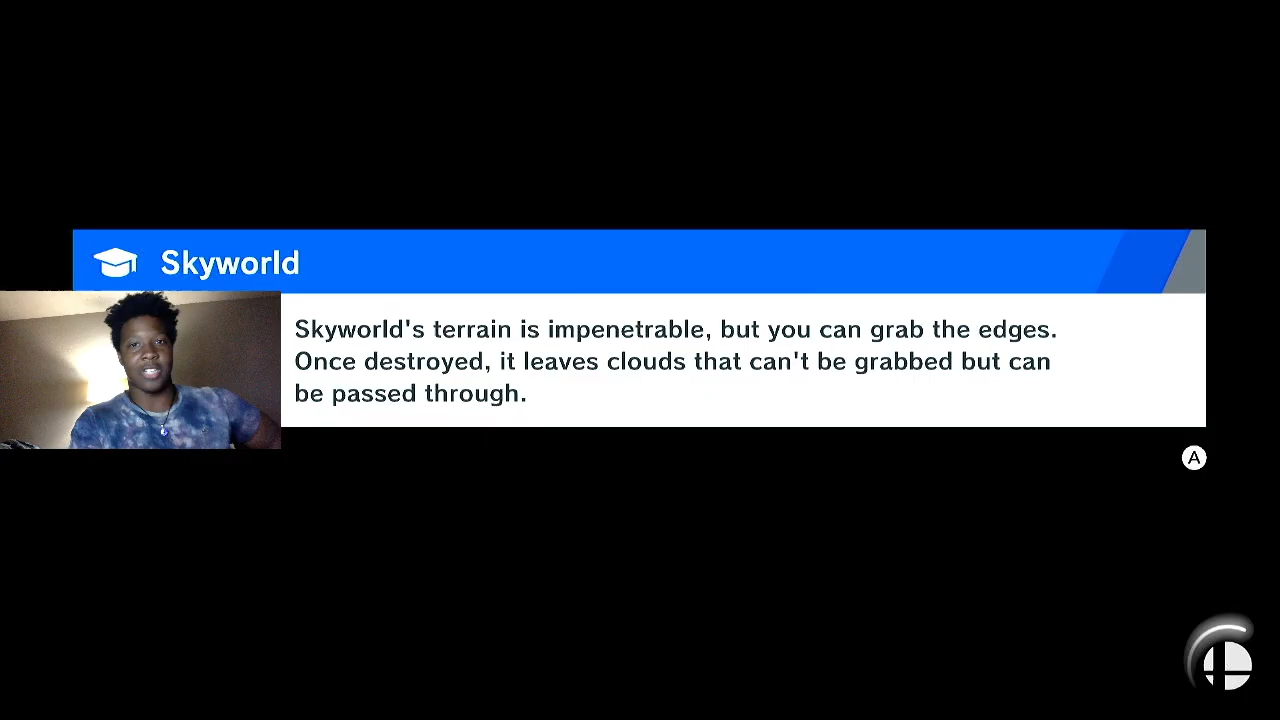 Skyworld
Skyworld's terrain is impenetrable, but you can grab the edges.
Once destroyed, it leaves clouds that can't be grabbed but can
be passed through.
A